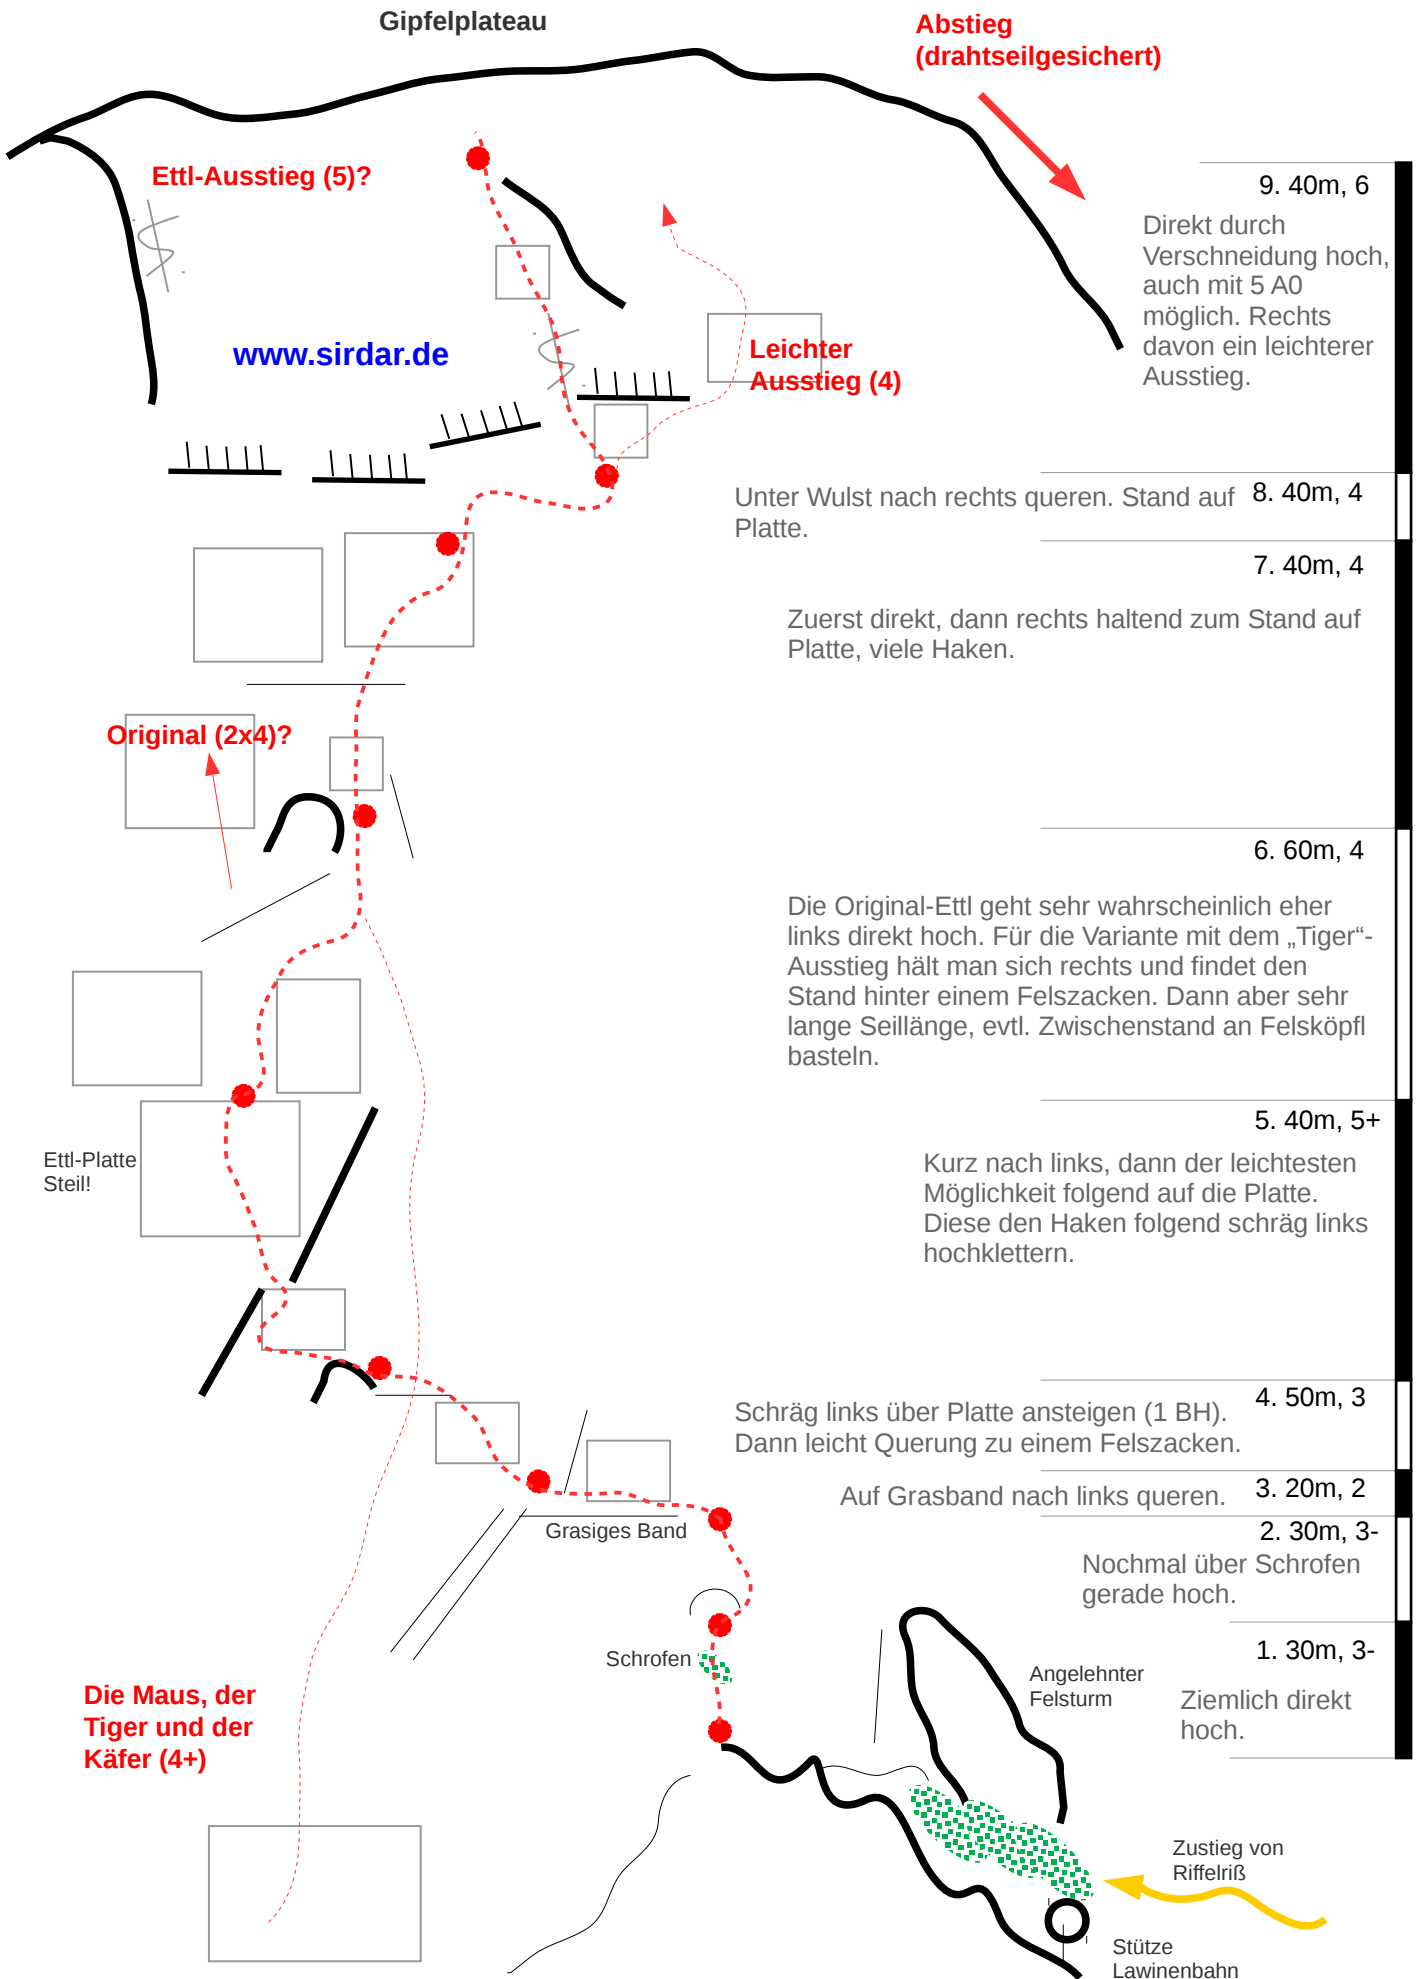 Gipfelplateau
Abstieg
(drahtseilgesichert)
Ettl-Ausstieg (5)?
9. 40m, 6
Direkt durch
Verschneidung hoch,
auch mit 5 A0
möglich. Rechts
davon ein leichterer
Ausstieg.
www.sirdar.de
Leichter
Ausstieg (4)
8. 40m, 4
Unter Wulst nach rechts queren. Stand auf
Platte.
7. 40m, 4
Zuerst direkt, dann rechts haltend zum Stand auf
Platte, viele Haken.
Original (2x4)?
6. 60m, 4
Die Original-Ettl geht sehr wahrscheinlich eher
links direkt hoch. Für die Variante mit dem „Tiger“-
Ausstieg hält man sich rechts und findet den
Stand hinter einem Felszacken. Dann aber sehr
lange Seillänge, evtl. Zwischenstand an Felsköpfl
basteln.
5. 40m, 5+
Kurz nach links, dann der leichtesten
Möglichkeit folgend auf die Platte.
Diese den Haken folgend schräg links
hochklettern.
Ettl-Platte
Steil!
4. 50m, 3
Schräg links über Platte ansteigen (1 BH).
Dann leicht Querung zu einem Felszacken.
3. 20m, 2
Auf Grasband nach links queren.
Grasiges Band
2. 30m, 3-
Nochmal über Schrofen
gerade hoch.
Schrofen
1. 30m, 3-
Ziemlich direkt
hoch.
Angelehnter
Felsturm
Die Maus, der
Tiger und der
Käfer (4+)
Zustieg von
Riffelriß
Stütze
Lawinenbahn